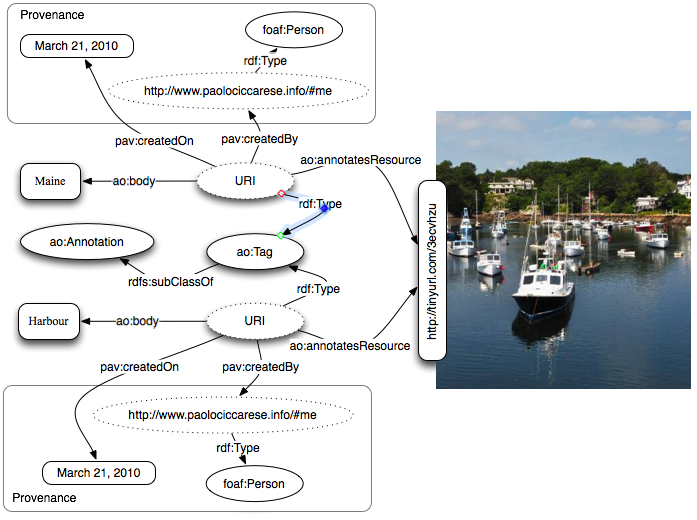 Provenance
March 21, 2010
foaf:Person
rdf:Type
http://www.paolociccarese.info/#me
pav:createdOn
pav:createdBy
ao:annotatesResource
Maine
ao:body
URI
rdf:Type
http://tinyurl.com/3ecvhzu
ao:Annotation
ao:Tag
rdfs:subClassOf
rdf:Type
Harbour
ao:body
URI
ao:annotatesResource
pav:createdOn
pav:createdBy
http://www.paolociccarese.info/#me
rdf:Type
March 21, 2010
foaf:Person
Provenance